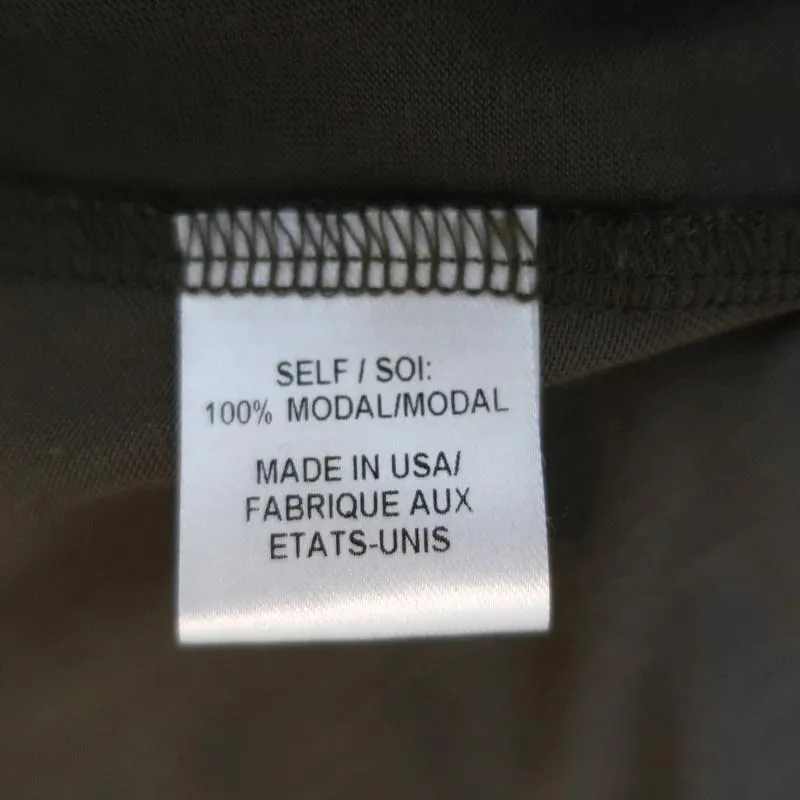 SELF / SOI:
100% MODAL/MODAL
MADE IN USA/
FABRIQUE AUX
ETATS-UNIS